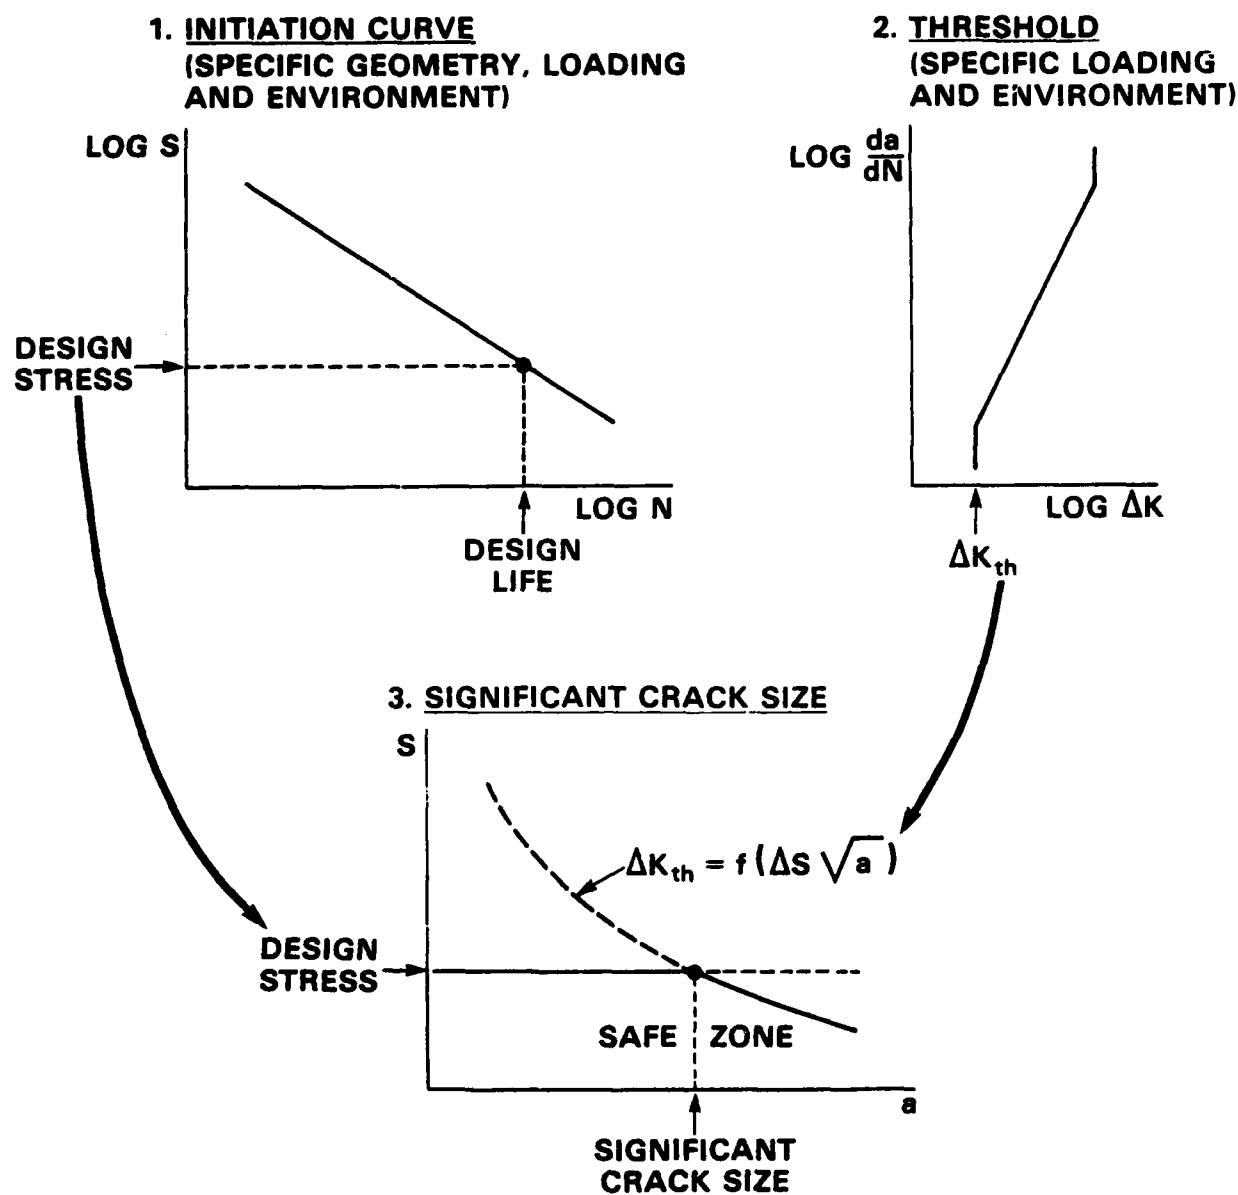 1. INITIATION CURVE
(SPECIFIC GEOMETRY, LOADING
AND ENVIRONMENT)
LOG S
DESIGN
STRESS
LOG N
DESIGN
LIFE
2. THRESHOLD
(SPECIFIC LOADING
AND ENVIRONMENT)
LOG da/dN
LOG ΔK
ΔKth
3. SIGNIFICANT CRACK SIZE
S
ΔKth = f(ΔS √a)
DESIGN
STRESS
SAFE ZONE
a
SIGNIFICANT
CRACK SIZE